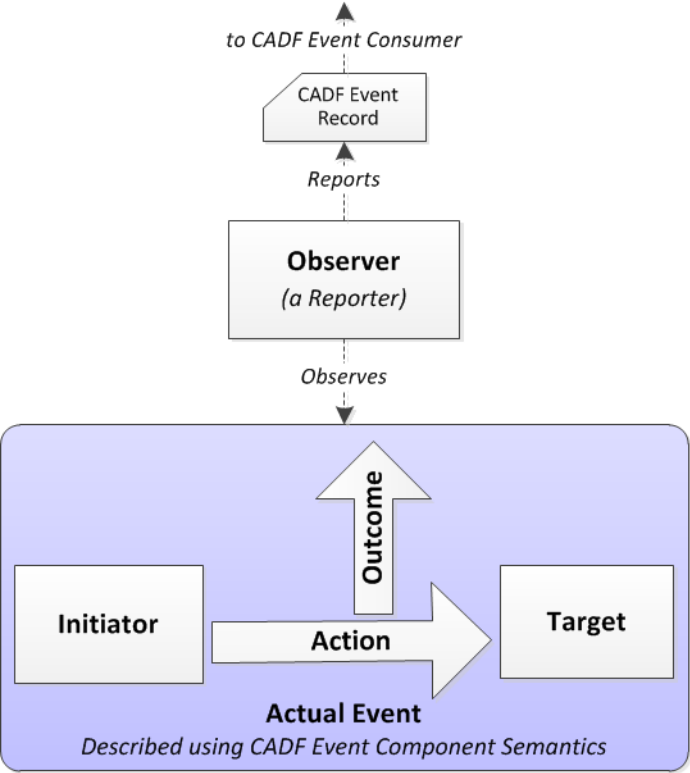 to CADF Event Consumer
CADF Event
Record
Reports
Observer
(a Reporter)
Observes
Outcome
Initiator
Action
Target
Actual Event
Described using CADF Event Component Semantics